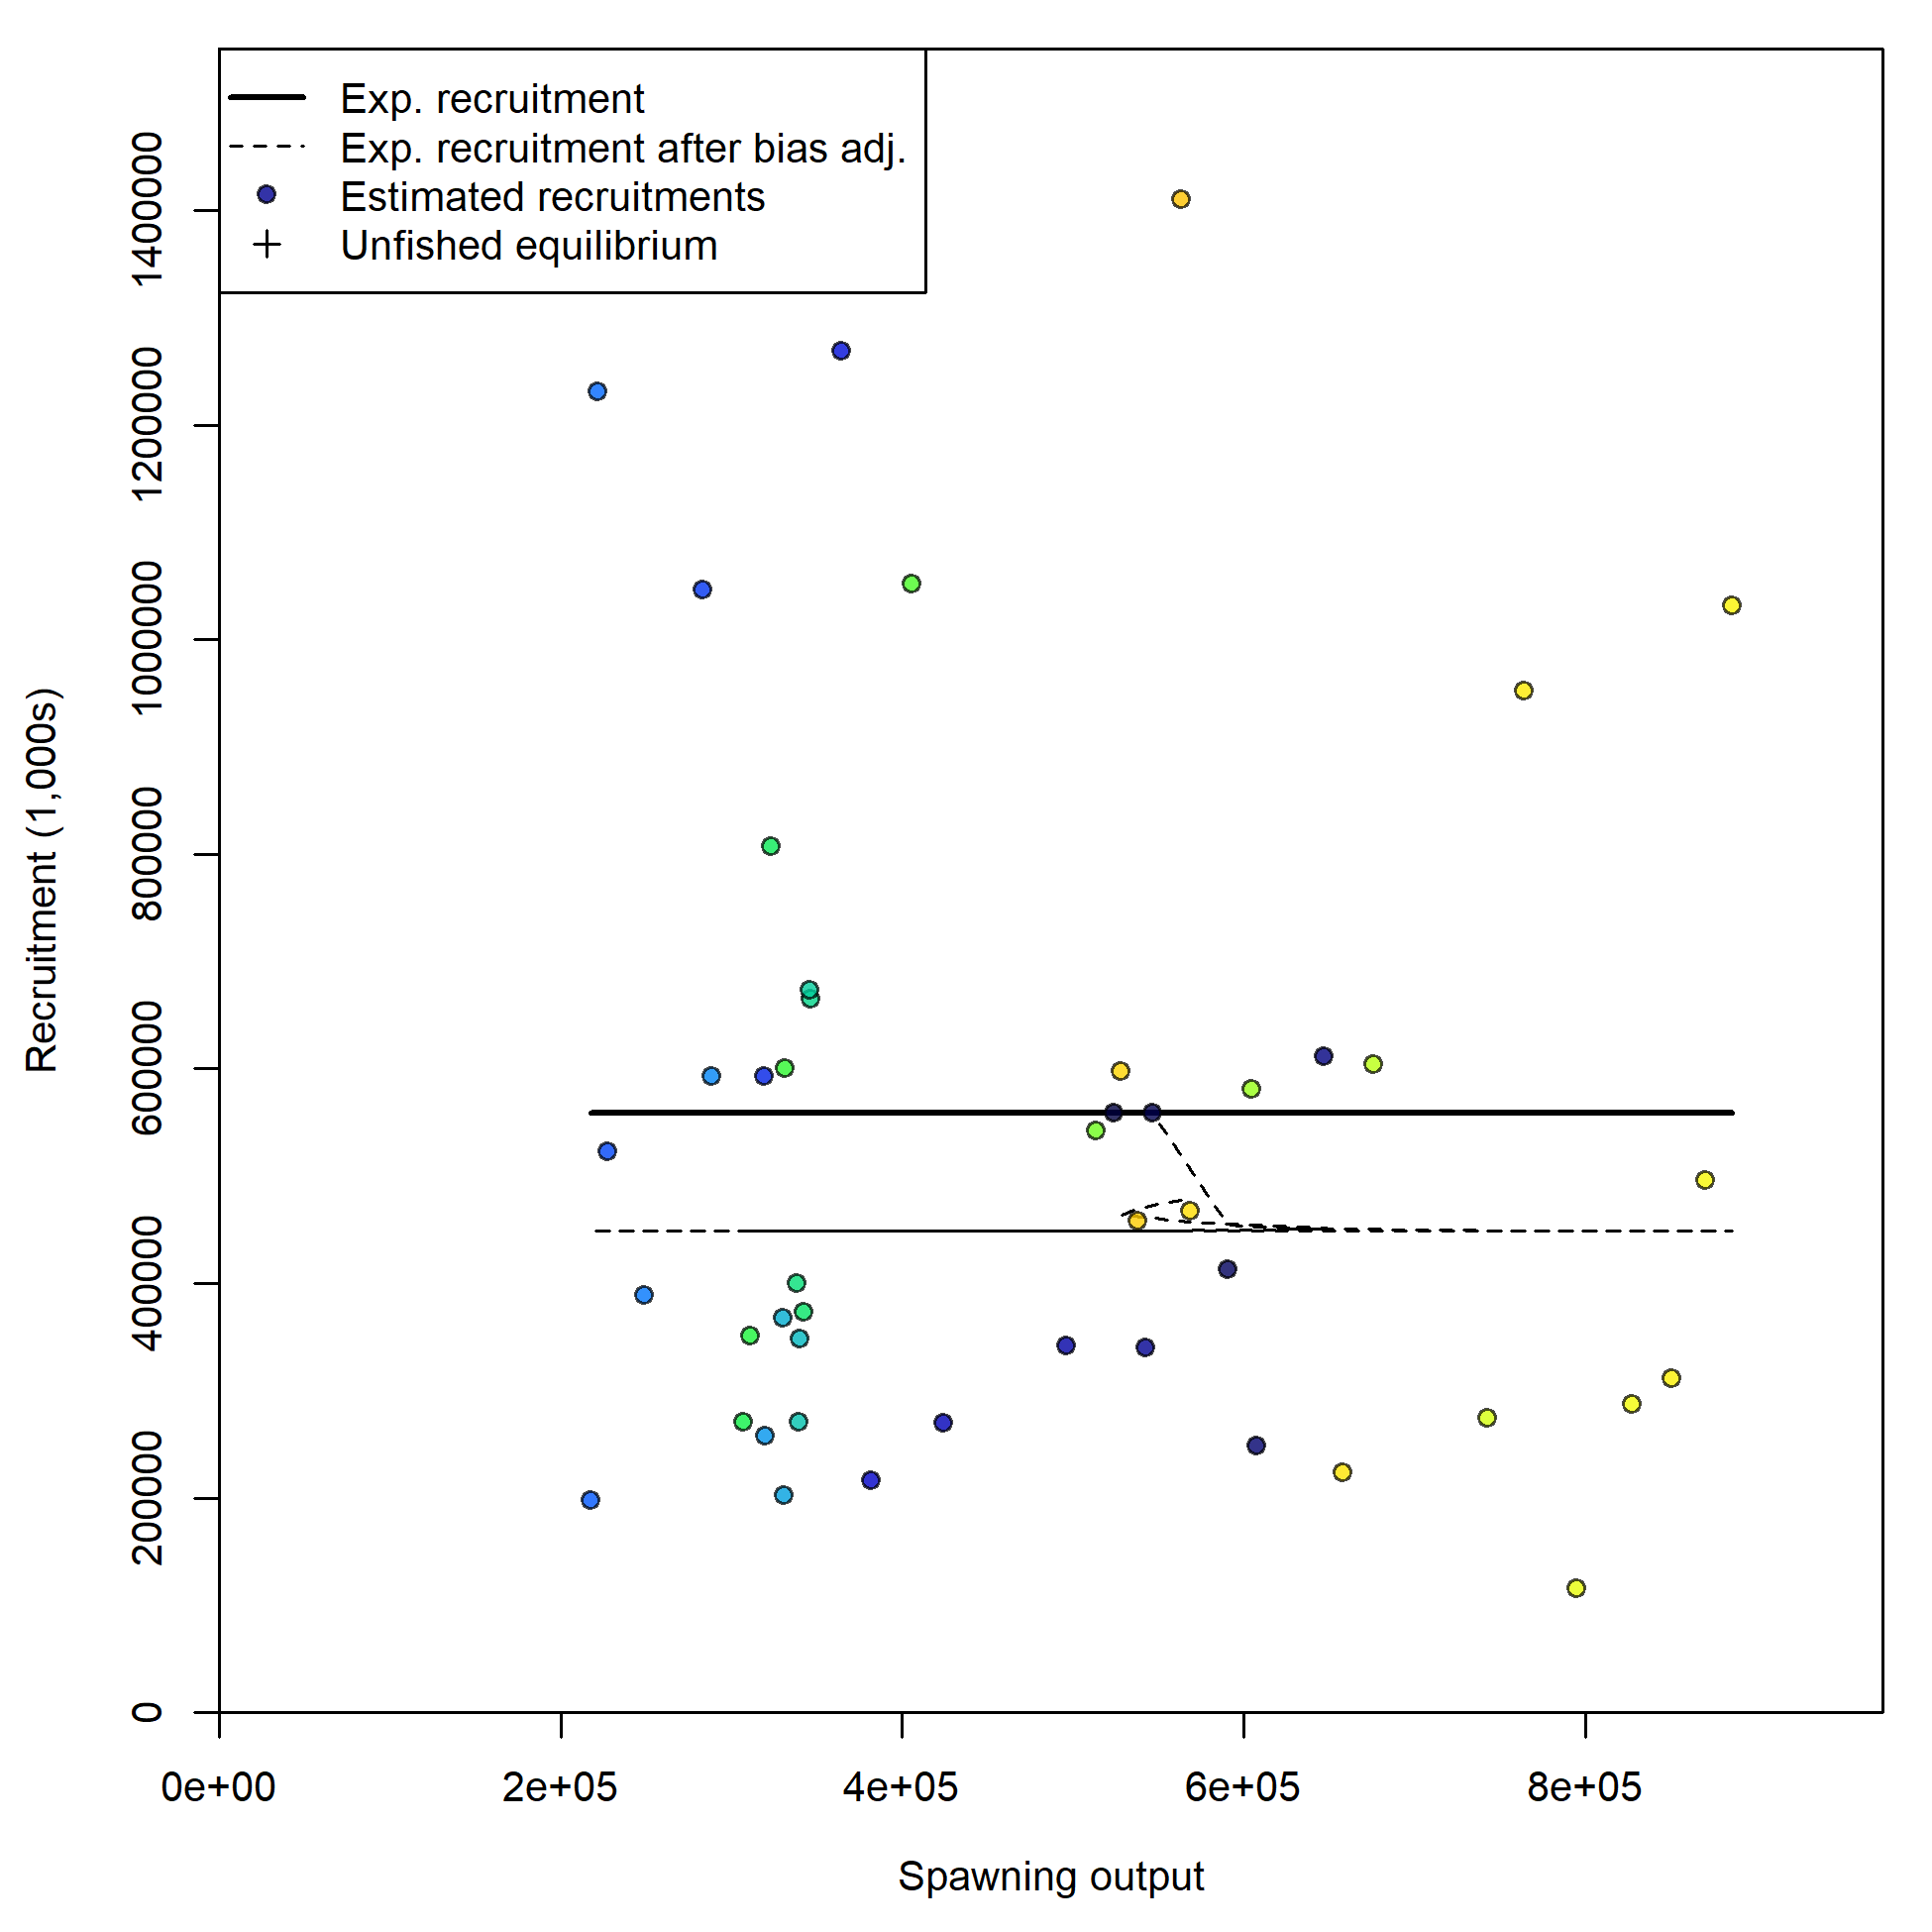 Exp. recruitment
Exp. recruitment after bias adj.
Estimated recruitments
Unfished equilibrium
Recruitment (1,000s)
1400000
1200000
1000000
800000
600000
400000
200000
0
0e+00 2e+05 4e+05 6e+05 8e+05
Spawning output